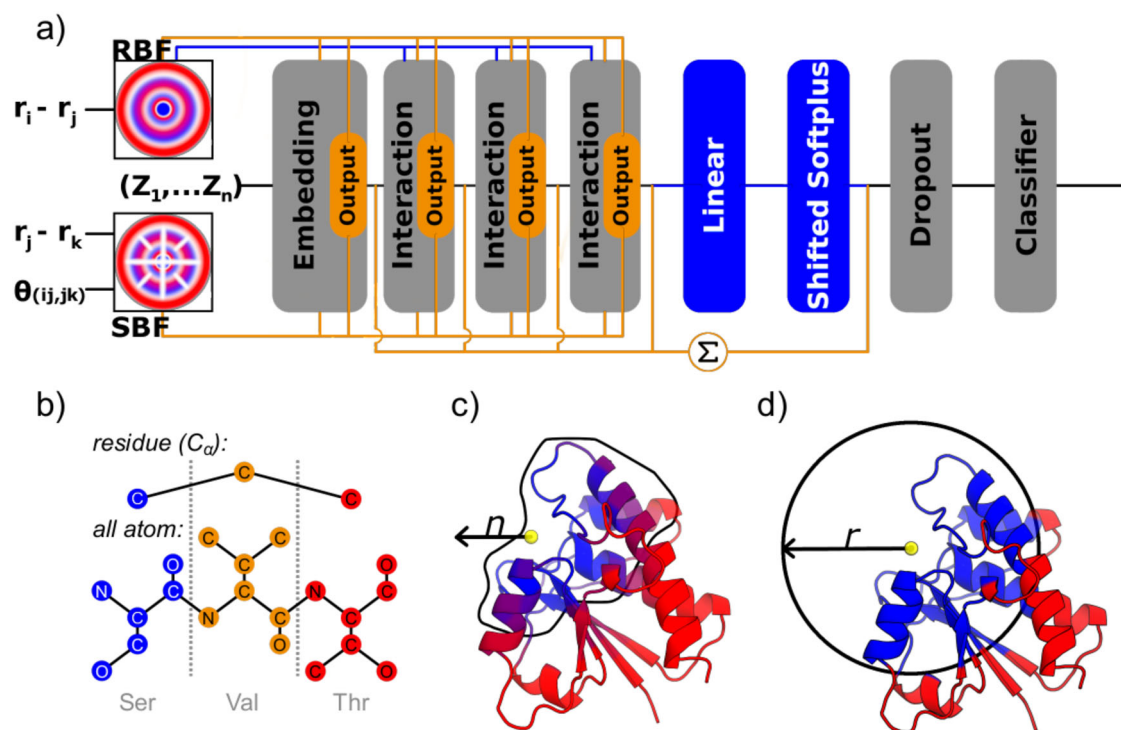 a)
RBF
r_i - r_j
(Z_1,...Z_n)
r_j - r_k
θ_(ij,jk)
SBF
Embedding
Output
Interaction
Output
Interaction
Output
Interaction
Output
Linear
Shifted Softplus
Dropout
Classifier
Σ
b)
residue (C_α):
C
C
C
all atom:
C C
O O
N C C N C
C N C C C
C O
O C O
Ser Val Thr
c)
n
d)
r